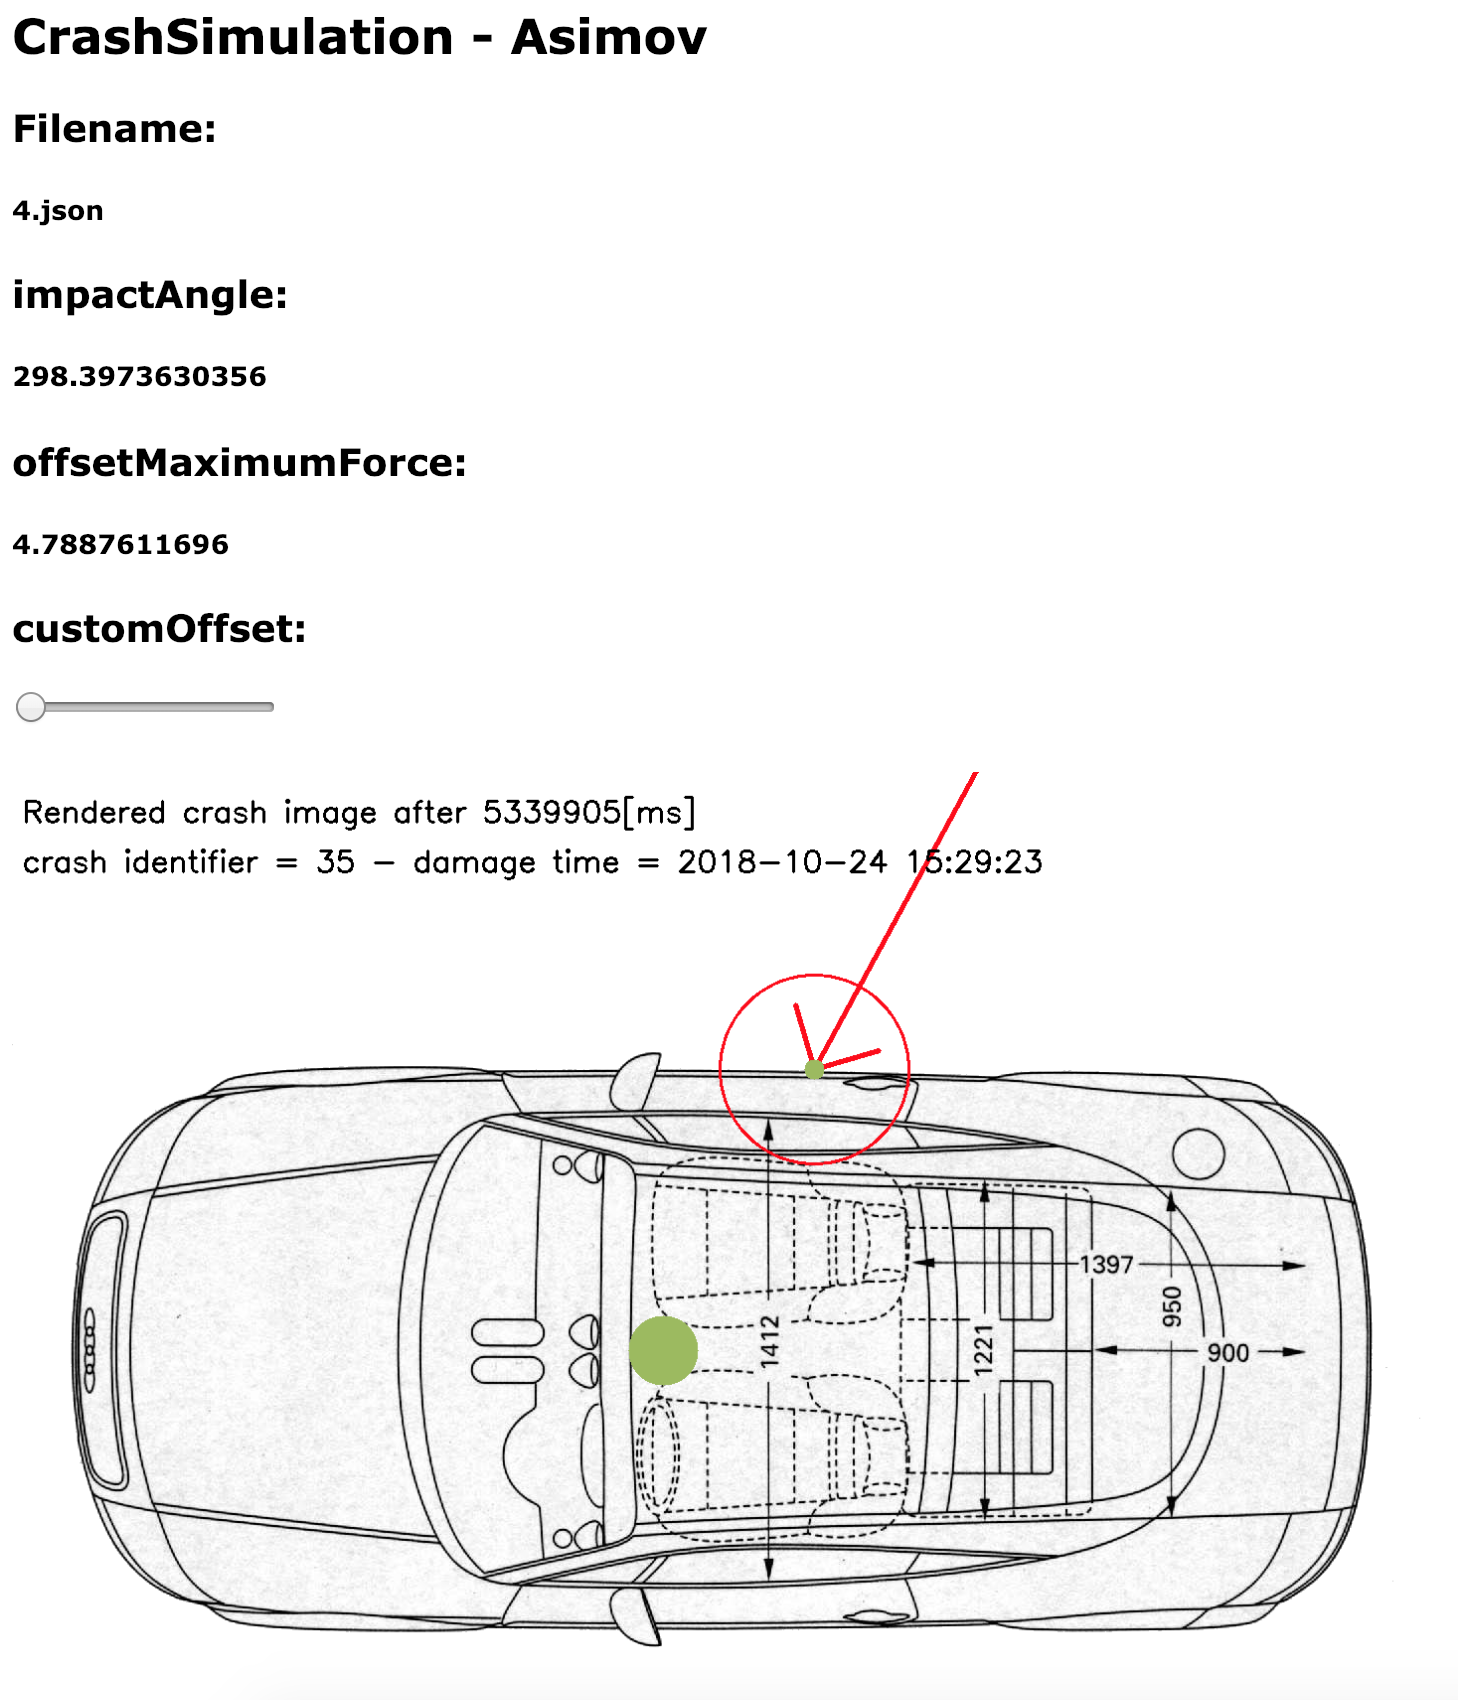 CrashSimulation - Asimov
Filename:
4.json
impactAngle:
298.3973630356
offsetMaximumForce:
4.7887611696
customOffset:
Rendered crash image after 5339905[ms]
crash identifier = 35 - damage time = 2018-10-24 15:29:23
1397
950
1412
1221
900